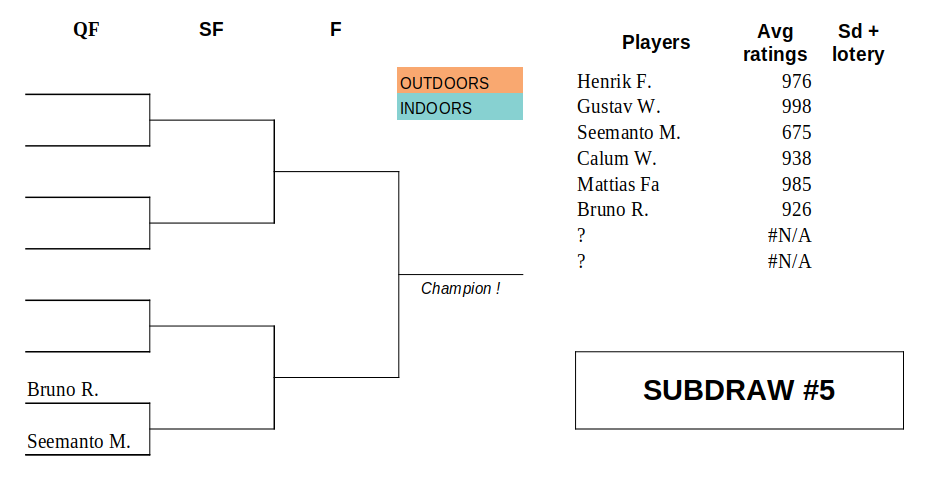 QF SF F
OUTDOORS
INDOORS
Champion !
Bruno R.
Seemanto M.
Players Avg ratings Sd + lotery
Henrik F. 976
Gustav W. 998
Seemanto M. 675
Calum W. 938
Mattias Fa 985
Bruno R. 926
? #N/A
? #N/A
SUBDRAW #5